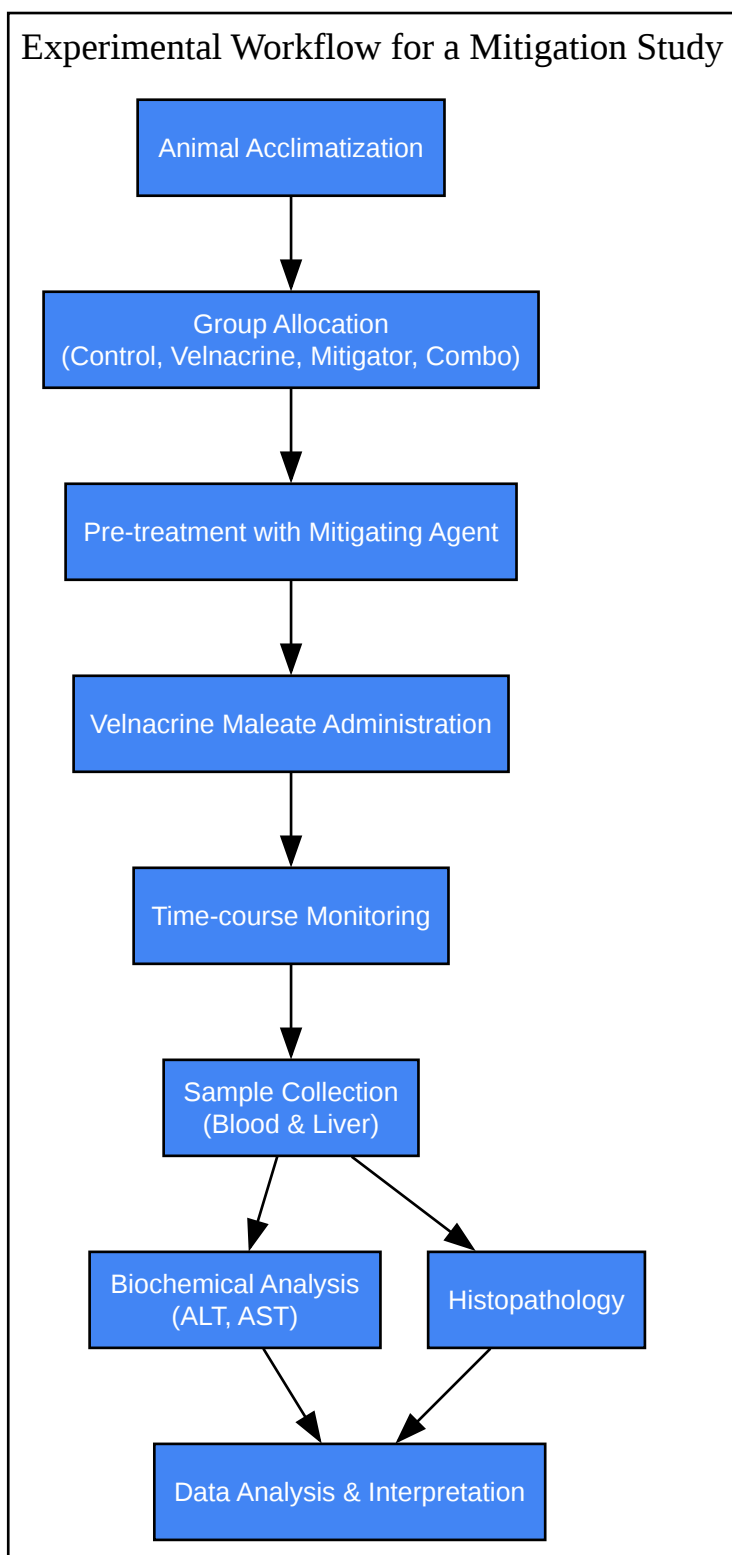 Experimental Workflow for a Mitigation Study
Animal Acclimatization
Group Allocation
(Control, Velnacrine, Mitigator, Combo)
Pre-treatment with Mitigating Agent
Velnacrine Maleate Administration
Time-course Monitoring
Sample Collection
(Blood & Liver)
Biochemical Analysis
(ALT, AST)
Histopathology
Data Analysis & Interpretation